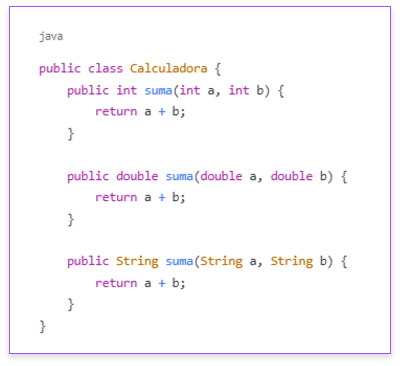 java
public class Calculadora {
    public int suma(int a, int b) {
        return a + b;
    }
    public double suma(double a, double b) {
        return a + b;
    }
    public String suma(String a, String b) {
        return a + b;
    }
}